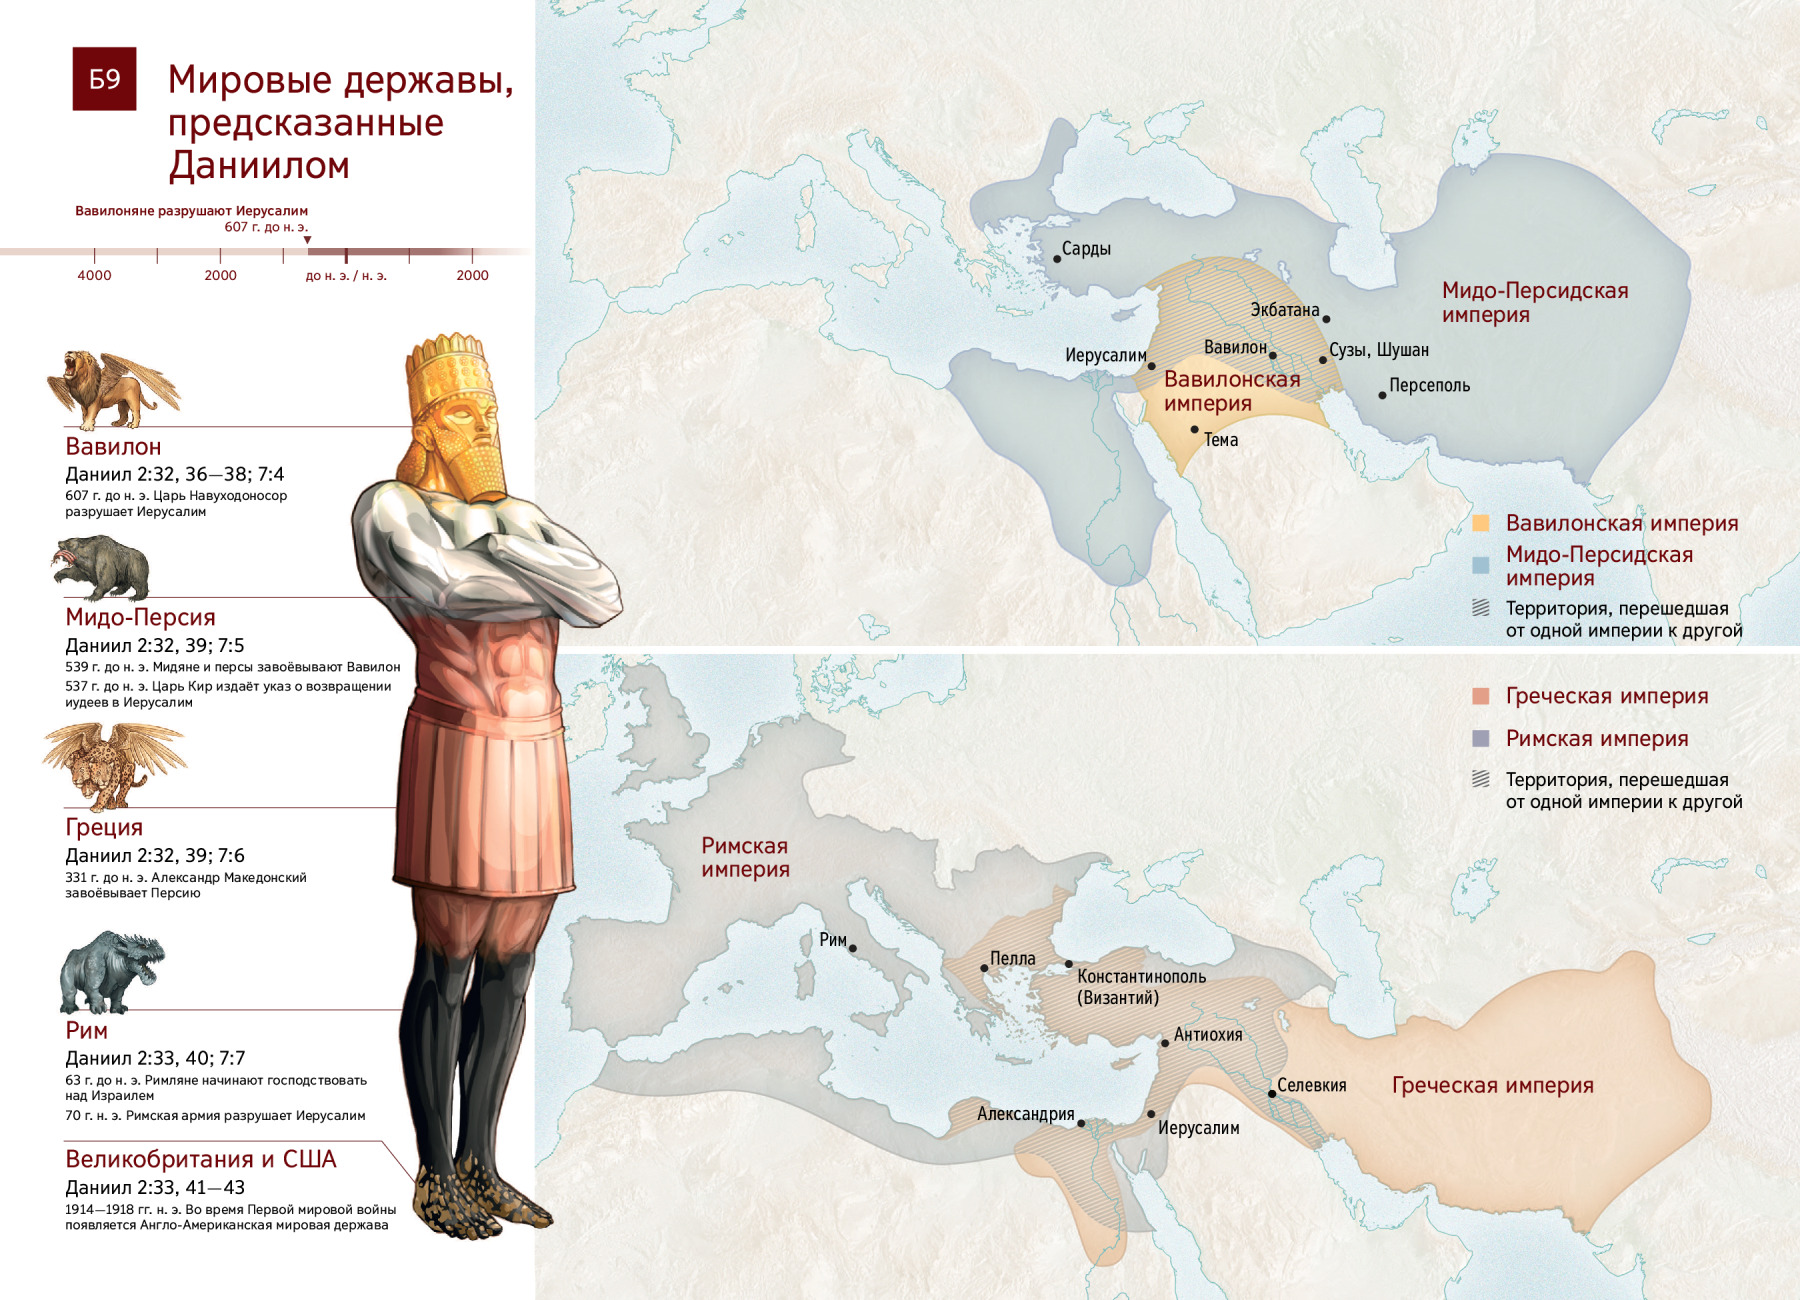 Б9
Мировые державы,
предсказанные
Даниилом
Вавилоняне разрушают Иерусалим
607 г. до н. э.
4000
2000
до н. э. / н. э.
2000
Вавилон
Даниил 2:32, 36—38; 7:4
607 г. до н. э. Царь Навуходоносор
разрушает Иерусалим
Мидо-Персия
Даниил 2:32, 39; 7:5
539 г. до н. э. Мидяне и персы завоёвывают Вавилон
537 г. до н. э. Царь Кир издаёт указ о возвращении
иудеев в Иерусалим
Греция
Даниил 2:32, 39; 7:6
331 г. до н. э. Александр Македонский
завоёвывает Персию
Рим
Даниил 2:33, 40; 7:7
63 г. до н. э. Римляне начинают господствовать
над Израилем
70 г. н. э. Римская армия разрушает Иерусалим
Великобритания и США
Даниил 2:33, 41—43
1914—1918 гг. н. э. Во время Первой мировой войны
появляется Англо-Американская мировая держава
Сарды
Мидо-Персидская
империя
Экбатана
Иерусалим
Вавилон
Сузы, Шушан
Вавилонская
империя
Персеполь
Тема
Вавилонская империя
Мидо-Персидская
империя
Территория, перешедшая
от одной империи к другой
Греческая империя
Римская империя
Территория, перешедшая
от одной империи к другой
Римская
империя
Рим
Пелла
Константинополь
(Византий)
Антиохия
Селевкия
Греческая империя
Александрия
Иерусалим